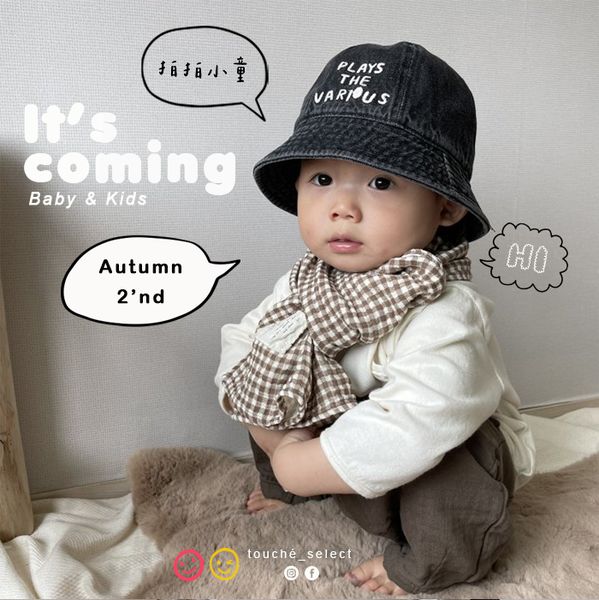 拍拍小童
PLAYS
THE
VARIOUS
It's
coming
Baby & Kids
HI
Autumn
2'nd
touché_select